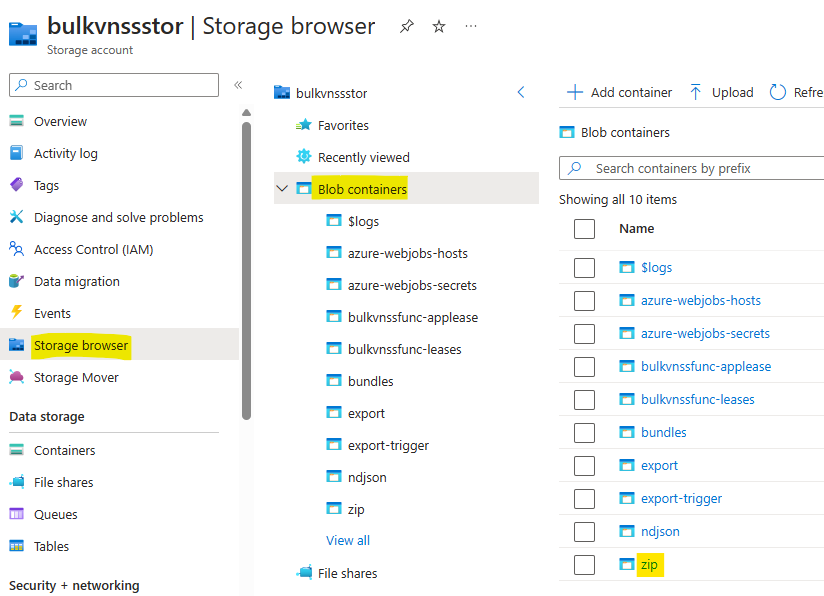 bulkvnssstor | Storage browser
Storage account
Search
Overview
Activity log
Tags
Diagnose and solve problems
Access Control (IAM)
Data migration
Events
Storage browser
Storage Mover
Data storage
Containers
File shares
Queues
Tables
Security + networking
bulkvnssstor
Favorites
Recently viewed
Blob containers
$logs
azure-webjobs-hosts
azure-webjobs-secrets
bulkvnssfunc-applease
bulkvnssfunc-leases
bundles
export
export-trigger
ndjson
zip
View all
File shares
Add container
Upload
Refre
Blob containers
Search containers by prefix
Showing all 10 items
Name
$logs
azure-webjobs-hosts
azure-webjobs-secrets
bulkvnssfunc-applease
bulkvnssfunc-leases
bundles
export
export-trigger
ndjson
zip